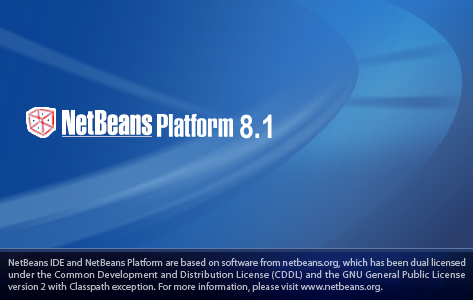 NetBeans Platform 8.1
NetBeans IDE and NetBeans Platform are based on software from netbeans.org, which has been dual licensed
under the Common Development and Distribution License (CDDL) and the GNU General Public License
version 2 with Classpath exception. For more information, please visit www.netbeans.org.